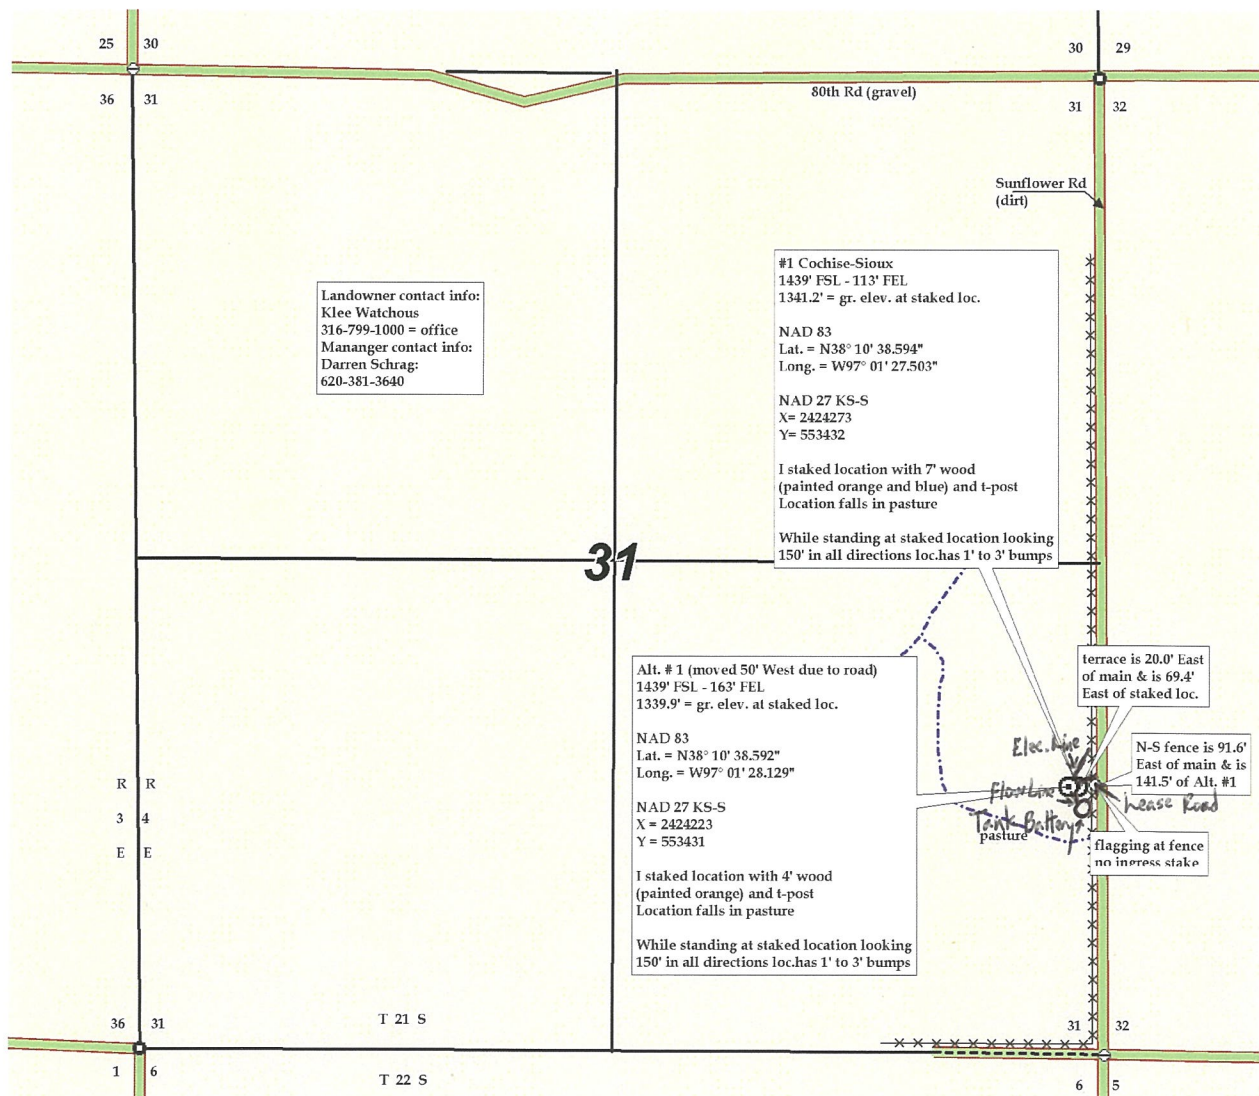 25 30
30 29
36 31
80th Rd (gravel)
31 32
Sunflower Rd
(dirt)
#1 Cochise-Sioux
1439' FSL - 113' FEL
1341.2' = gr. elev. at staked loc.
NAD 83
Lat. = N38° 10' 38.594"
Long. = W97° 01' 27.503"
NAD 27 KS-S
X= 2424273
Y= 553432
I staked location with 7' wood
(painted orange and blue) and t-post
Location falls in pasture
While standing at staked location looking
150' in all directions loc.has 1' to 3' bumps
Landowner contact info:
Klee Watchous
316-799-1000 = office
Mananger contact info:
Darren Schrag:
620-381-3640
31
Alt. # 1 (moved 50' West due to road)
1439' FSL - 163' FEL
1339.9' = gr. elev. at staked loc.
NAD 83
Lat. = N38° 10' 38.592"
Long. = W97° 01' 28.129"
NAD 27 KS-S
X = 2424223
Y = 553431
I staked location with 4' wood
(painted orange) and t-post
Location falls in pasture
While standing at staked location looking
150' in all directions loc.has 1' to 3' bumps
terrace is 20.0' East
of main & is 69.4'
East of staked loc.
Elec. Line
N-S fence is 91.6'
East of main & is
141.5' of Alt. #1
Flow Line
Lease Road
Tank Battery
pasture
flagging at fence
no ingress stake
R R
3 4
E E
36 31
T 21 S
31 32
1 6
T 22 S
6 5